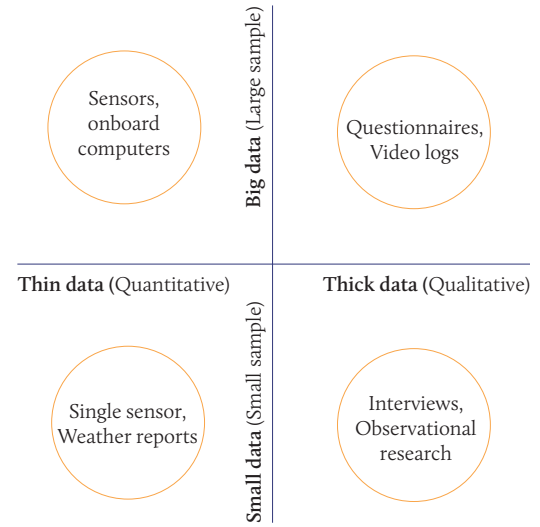 Sensors,
onboard
computers
Big data (Large sample)
Questionnaires,
Video logs
Thin data (Quantitative)
Thick data (Qualitative)
Single sensor,
Weather reports
Small data (Small sample)
Interviews,
Observational
research